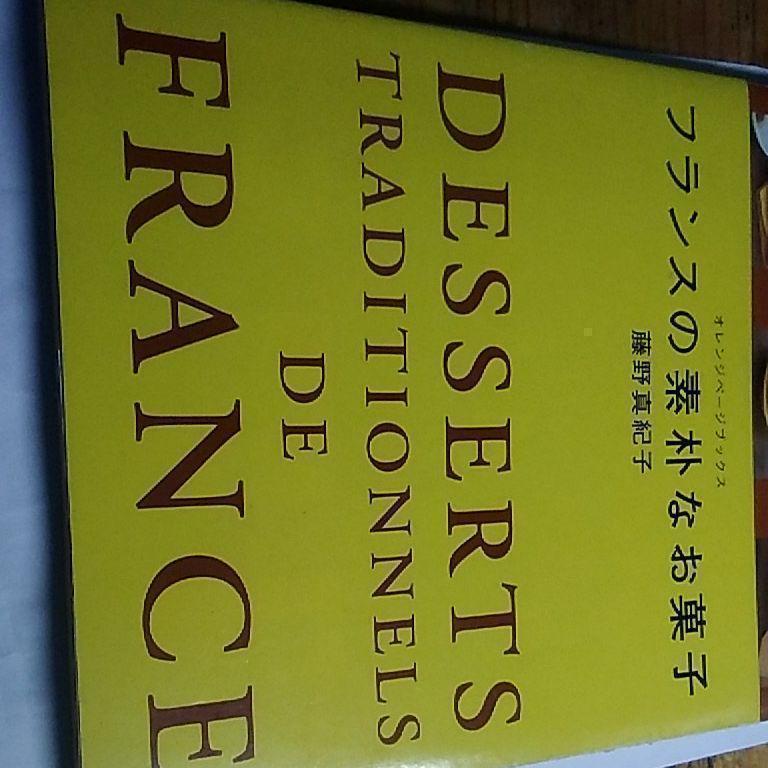 オレンジページブックス
フランスの素朴なお菓子
藤野真紀子
DESSERTS
TRADITIONNELS
DE
FRANCE